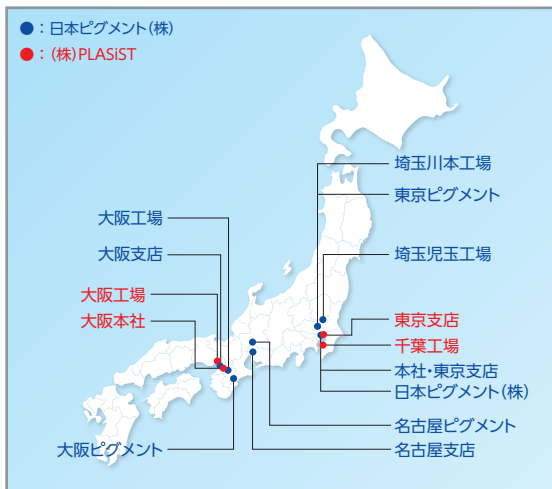 ●：日本ピグメント(株)
●：(株)PLASiST
埼玉川本工場
東京ピグメント
大阪工場
大阪支店
埼玉児玉工場
大阪工場
大阪本社
東京支店
千葉工場
本社・東京支店
日本ピグメント(株)
名古屋ピグメント
大阪ピグメント
名古屋支店